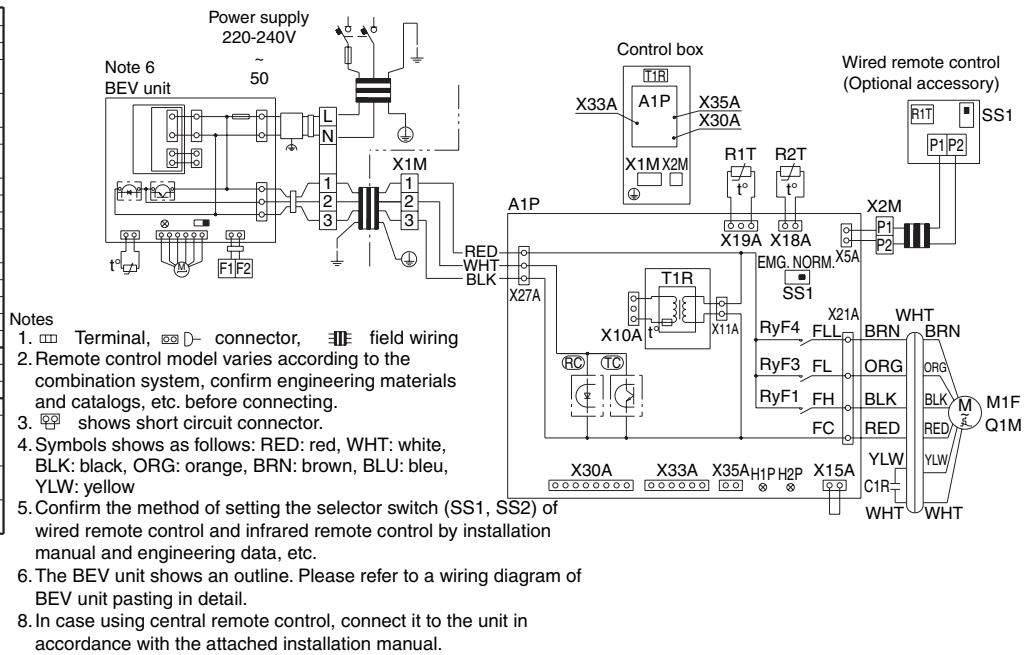 Power supply
220-240V
~
50
Note 6
BEV unit
L
N
X1M
1
2
3
1
2
3
t°
M
F1 F2
Control box
T1R
X33A
A1P
X35A
X30A
X1M X2M
Wired remote control
(Optional accessory)
R1T
SS1
P1 P2
R1T
R2T
t°
t°
X19A
X18A
X2M
P1
P2
X5A
A1P
RED
WHT
BLK
X27A
EMG. NORM.
SS1
T1R
X10A
t°
X11A
X21A
RC
TC
RyF4
FLL
BRN
WHT
BRN
RyF3
FL
ORG
ORG
RyF1
FH
BLK
BLK
FC
RED
RED
M
~
M1F
Q1M
YLW
YLW
C1R
WHT
WHT
X30A
X33A
X35A
H1P
H2P
X15A
Notes
1. Terminal, connector, field wiring
2. Remote control model varies according to the
combination system, confirm engineering materials
and catalogs, etc. before connecting.
3. shows short circuit connector.
4. Symbols shows as follows: RED: red, WHT: white,
BLK: black, ORG: orange, BRN: brown, BLU: bleu,
YLW: yellow
5. Confirm the method of setting the selector switch (SS1, SS2) of
wired remote control and infrared remote control by installation
manual and engineering data, etc.
6. The BEV unit shows an outline. Please refer to a wiring diagram of
BEV unit pasting in detail.
8. In case using central remote control, connect it to the unit in
accordance with the attached installation manual.